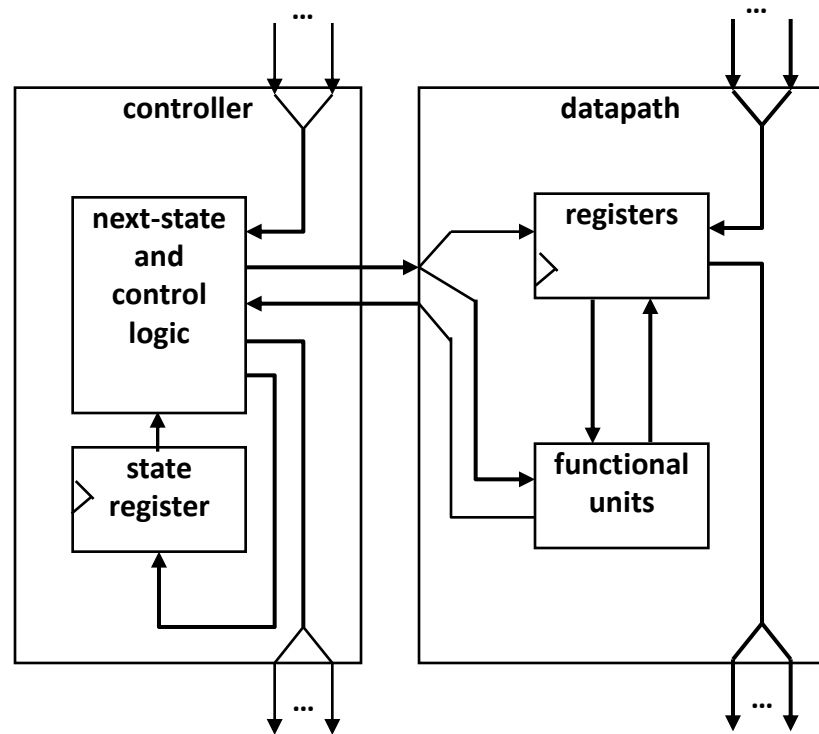 ...
...
controller
datapath
next-state
and
control
logic
registers
state
register
functional
units
...
...